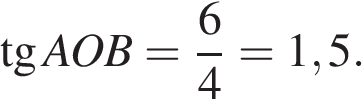 tg AOB = 6/4 = 1,5.